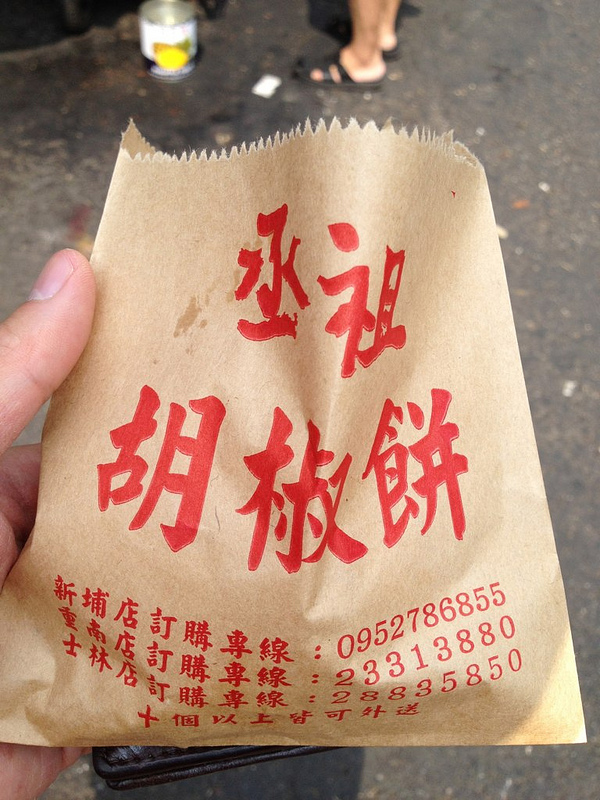 丞祖
胡椒餅
新埔店訂購專線：0952786855
重南店訂購專線：23313880
士林店訂購專線：28835850
十個以上皆可外送